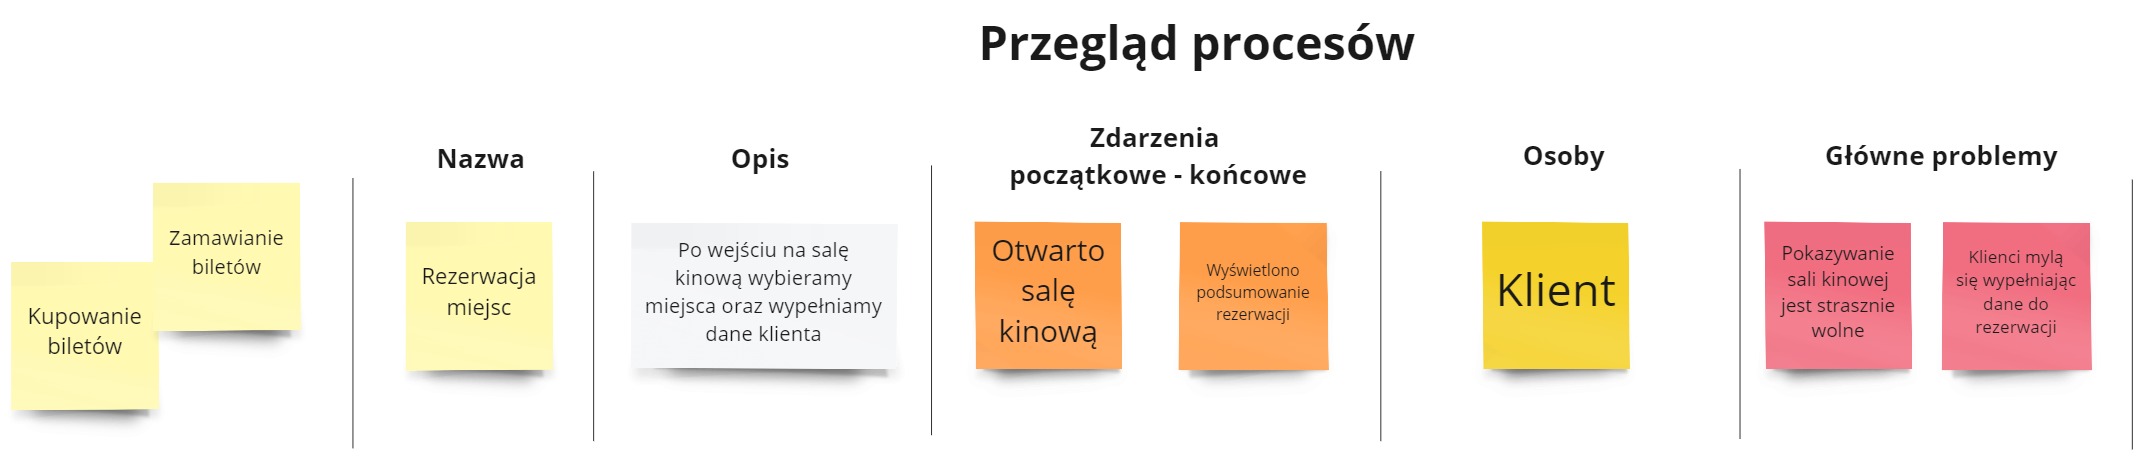 Przegląd procesów
Zamawianie
biletów
Kupowanie
biletów
Nazwa
Rezerwacja
miejsc
Opis
Po wejściu na salę
kinową wybieramy
miejsca oraz wypełniamy
dane klienta
Zdarzenia
początkowe - końcowe
Otwarto
salę
kinową
Wyświetlono
podsumowanie
rezerwacji
Osoby
Klient
Główne problemy
Pokazywanie
sali kinowej
jest strasznie
wolne
Klienci mylą
się wypełniając
dane do
rezerwacji